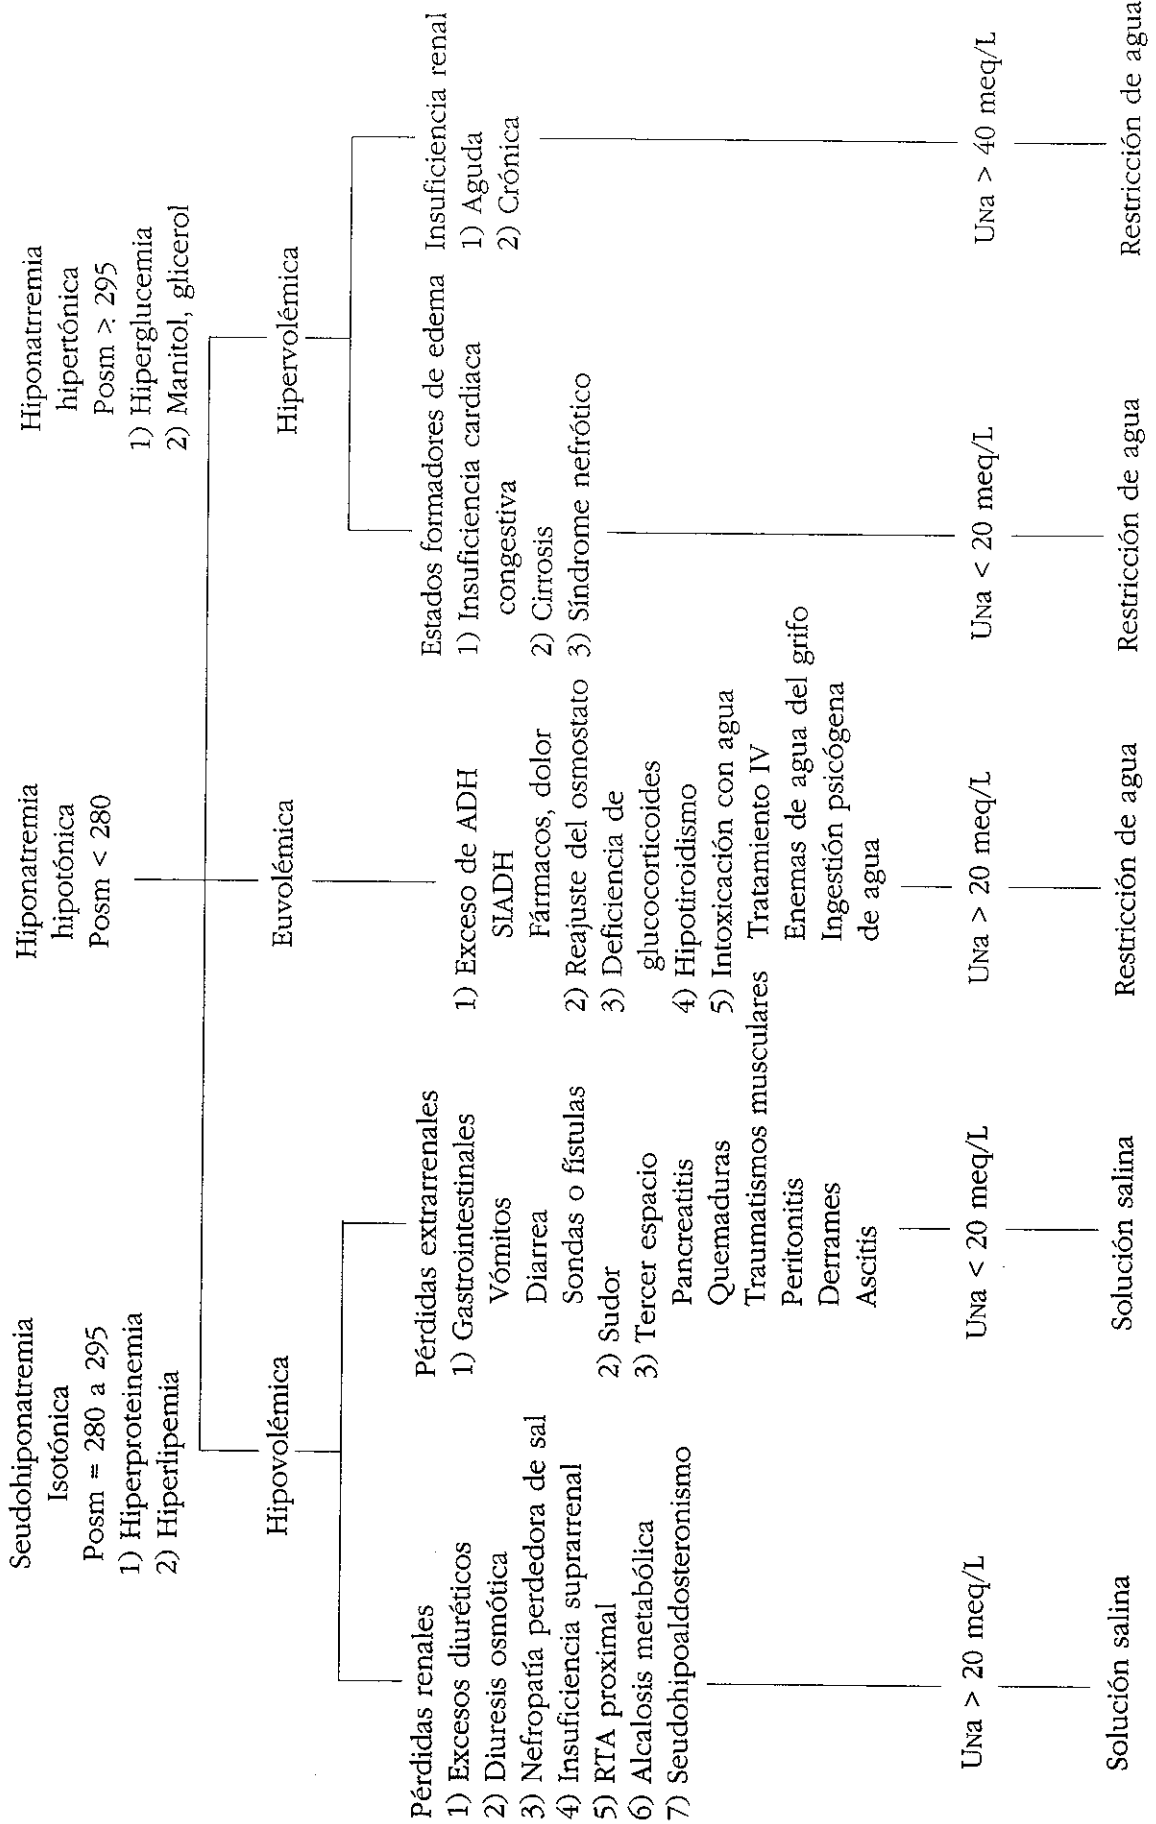 Seudohiponatremia
Isotónica
Posm = 280 a 295
1) Hiperproteinemia
2) Hiperlipemia
Hiponatremia
hipotónica
Posm < 280
Hiponatrremia
hipertónica
Posm ≥ 295
1) Hiperglucemia
2) Manitol, glicerol
Hipovolémica
Euvolémica
Hipervolémica
Pérdidas renales
1) Excesos diuréticos
2) Diuresis osmótica
3) Nefropatía perdedora de sal
4) Insuficiencia suprarrenal
5) RTA proximal
6) Alcalosis metabólica
7) Seudohipoaldosteronismo
Pérdidas extrarrenales
1) Gastrointestinales
Vómitos
Diarrea
Sondas o fístulas
2) Sudor
3) Tercer espacio
Pancreatitis
Quemaduras
Traumatismos musculares
Peritonitis
Derrames
Ascitis
1) Exceso de ADH
SIADH
Fármacos, dolor
2) Reajuste del osmostato
3) Deficiencia de
glucocorticoides
4) Hipotiroidismo
5) Intoxicación con agua
Tratamiento IV
Enemas de agua del grifo
Ingestión psicógena
de agua
Estados formadores de edema
1) Insuficiencia cardiaca
congestiva
2) Cirrosis
3) Síndrome nefrótico
Insuficiencia renal
1) Aguda
2) Crónica
UNa > 20 meq/L
UNa < 20 meq/L
UNa > 20 meq/L
UNa < 20 meq/L
UNa > 40 meq/L
Solución salina
Solución salina
Restricción de agua
Restricción de agua
Restricción de agua